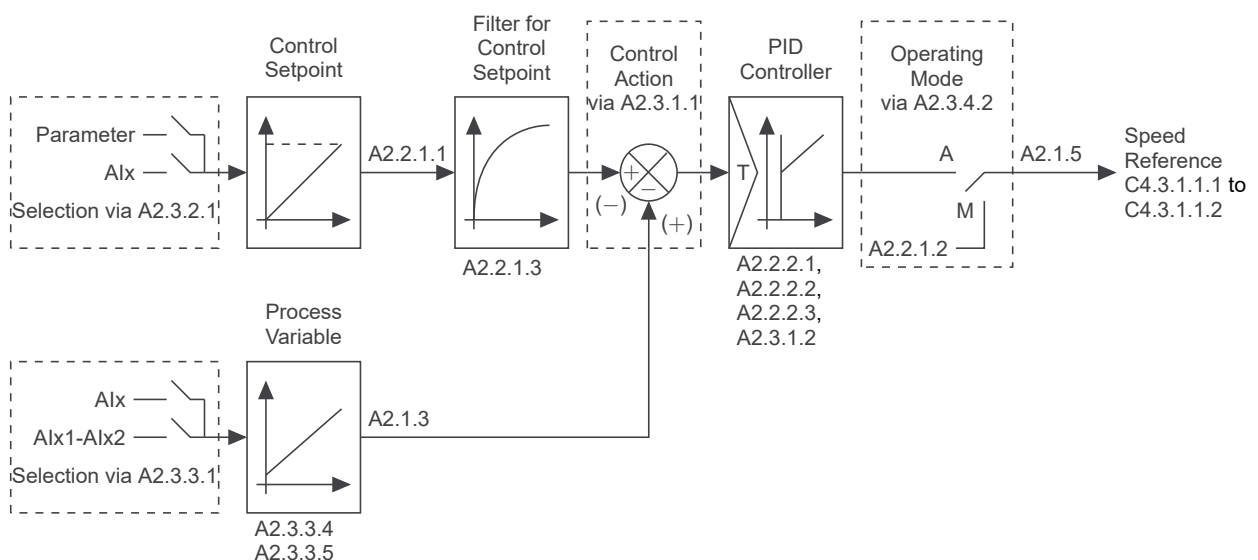 Control
Setpoint
Filter for
Control
Setpoint
Control
Action
via A2.3.1.1
PID
Controller
Operating
Mode
via A2.3.4.2
Parameter
AIx
Selection via A2.3.2.1
A2.2.1.1
A2.2.1.3
+
−
(−)
(+)
T
A2.2.2.1,
A2.2.2.2,
A2.2.2.3,
A2.3.1.2
A
M
A2.2.1.2
A2.1.5
Speed
Reference
C4.3.1.1.1 to
C4.3.1.1.2
Process
Variable
AIx
AIx1-AIx2
Selection via A2.3.3.1
A2.1.3
A2.3.3.4
A2.3.3.5